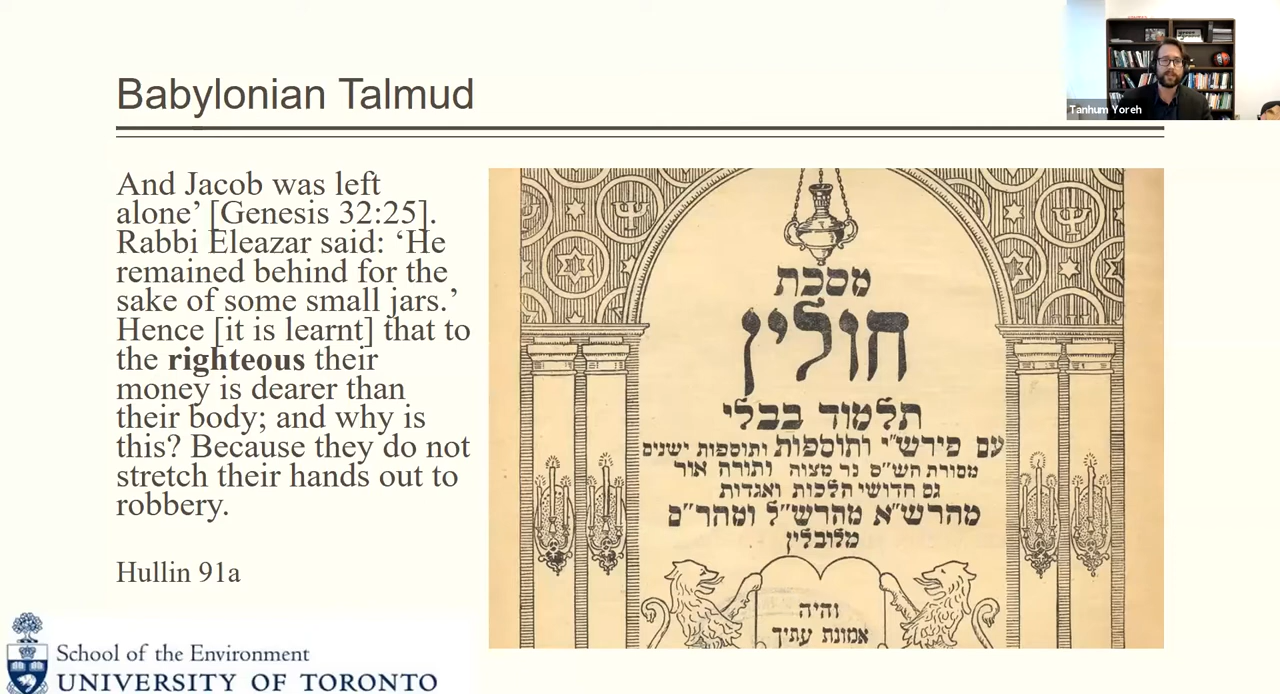 Babylonian Talmud
Tanhum Yoreh
And Jacob was left
alone’ [Genesis 32:25].
Rabbi Eleazar said: ‘He
remained behind for the
sake of some small jars.’
Hence [it is learnt] that to
the righteous their
money is dearer than
their body; and why is
this? Because they do not
stretch their hands out to
robbery.
Hullin 91a
מסכת
חולין
תלמוד בבלי
עם פירש"י ותוספות ותוספות ישנים
מסורת הש"ס נר מצוה ותורה אור
גם חדושי הלכות ואגדות
מהרש"א מהרש"ל ומהר"ם
מלובלין
והיה
אמונת עתיך
School of the Environment
UNIVERSITY OF TORONTO